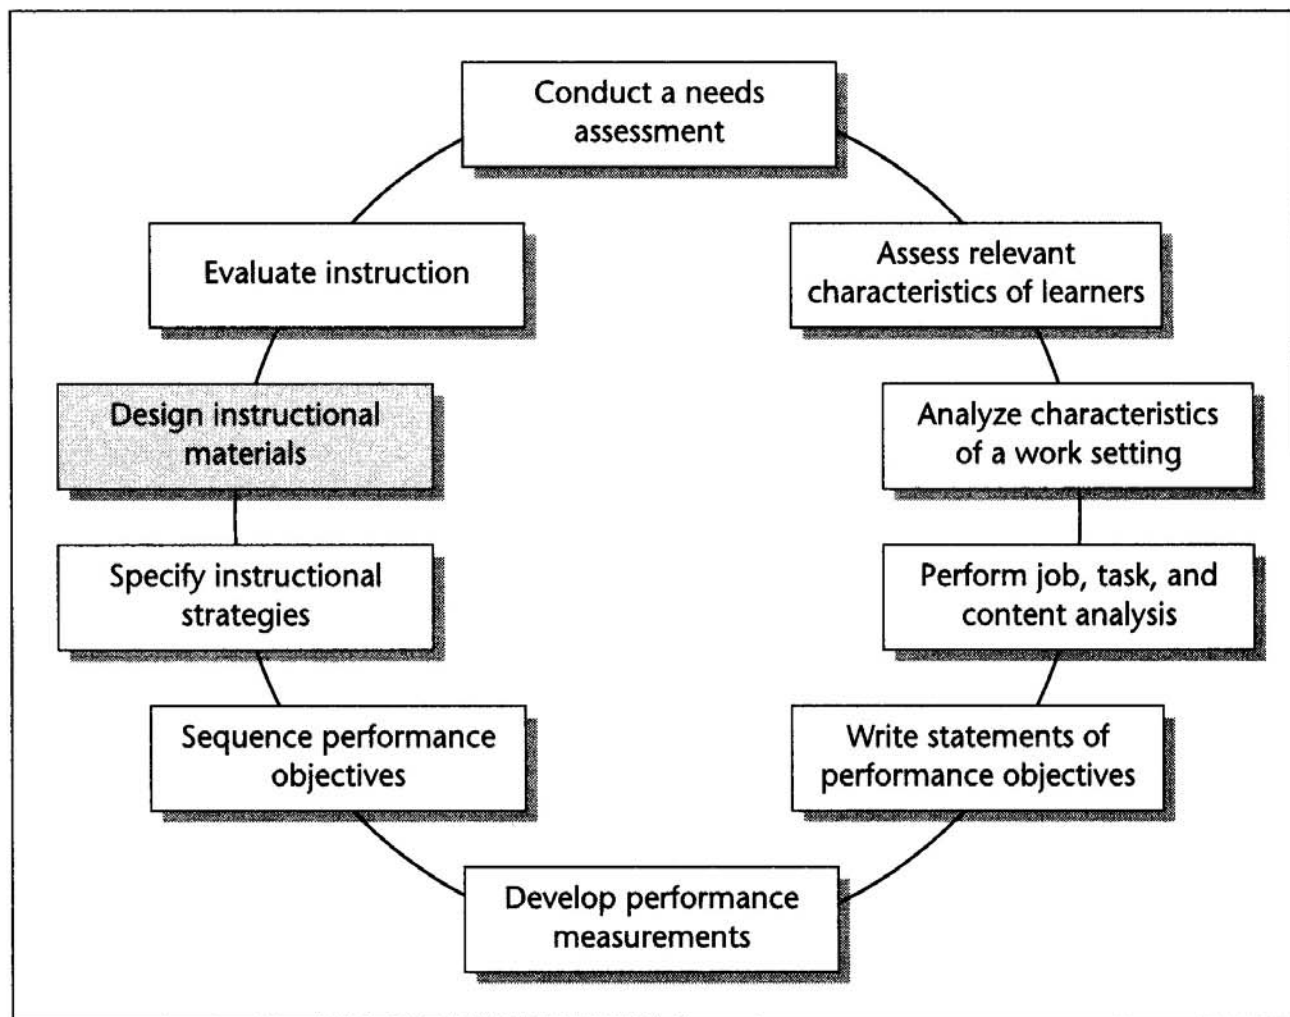 Conduct a needs
assessment
Assess relevant
characteristics of learners
Analyze characteristics
of a work setting
Perform job, task, and
content analysis
Write statements of
performance objectives
Develop performance
measurements
Sequence performance
objectives
Specify instructional
strategies
Design instructional
materials
Evaluate instruction